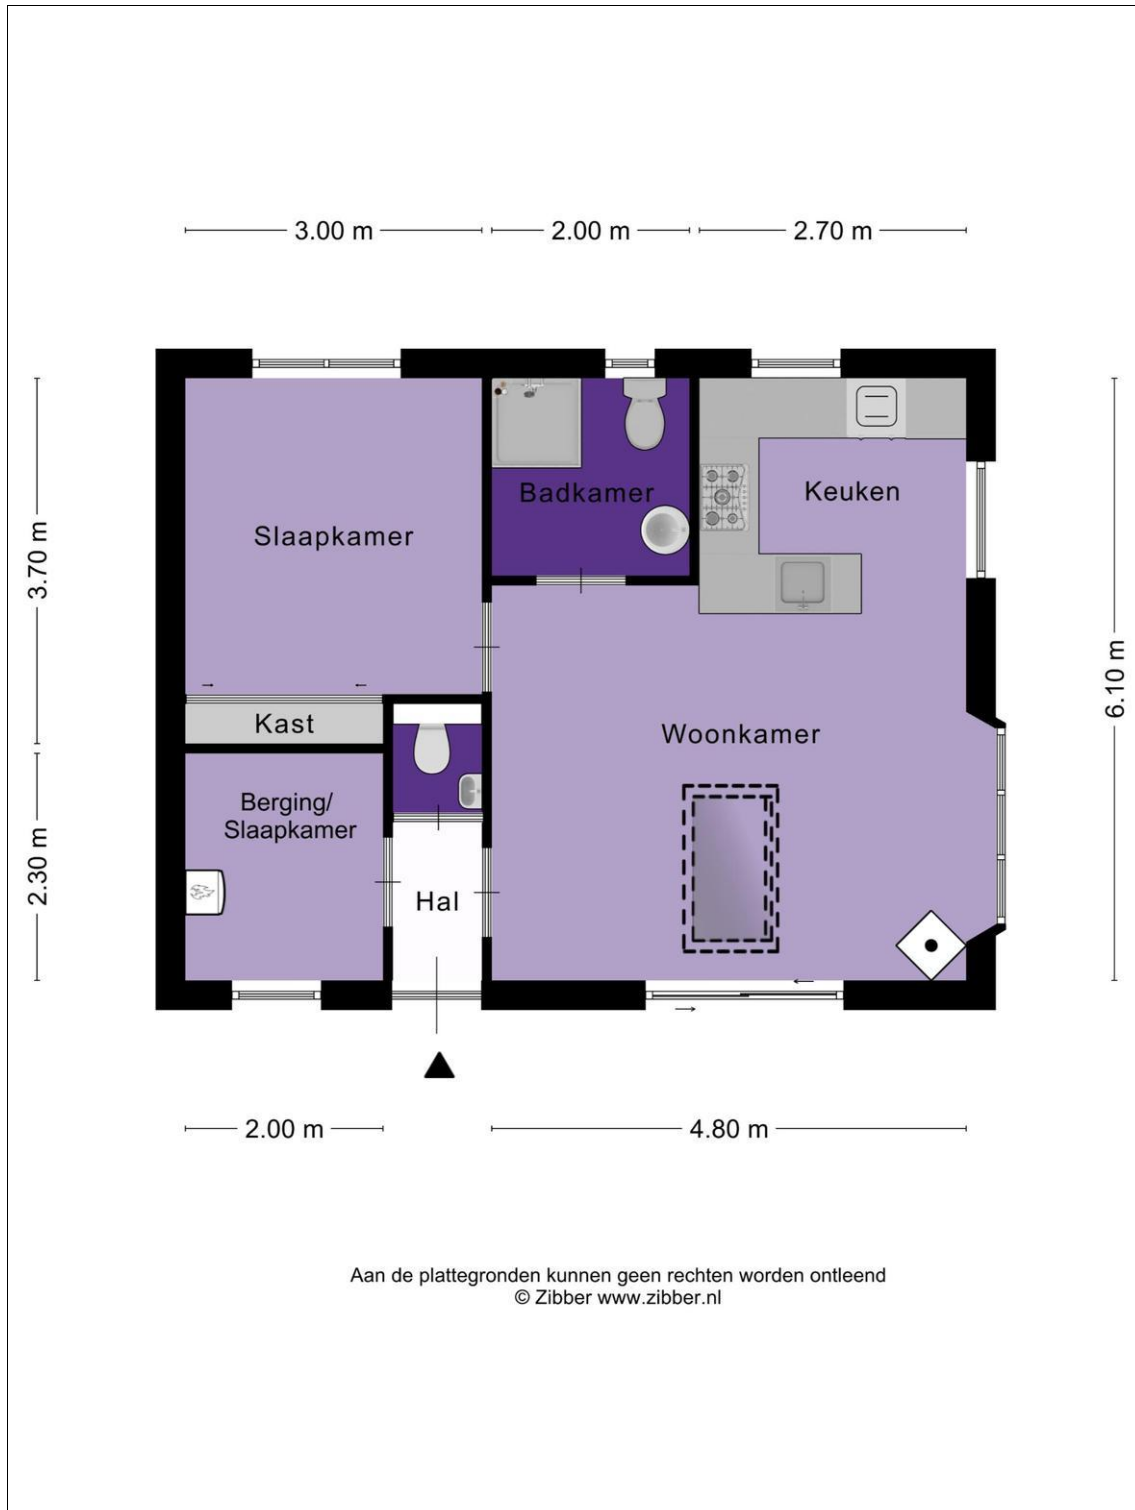 3.00 m
2.00 m
2.70 m
3.70 m
2.30 m
6.10 m
Slaapkamer
Badkamer
Keuken
Kast
Woonkamer
Berging/
Slaapkamer
Hal
2.00 m
4.80 m
Aan de plattegronden kunnen geen rechten worden ontleend
© Zibber www.zibber.nl